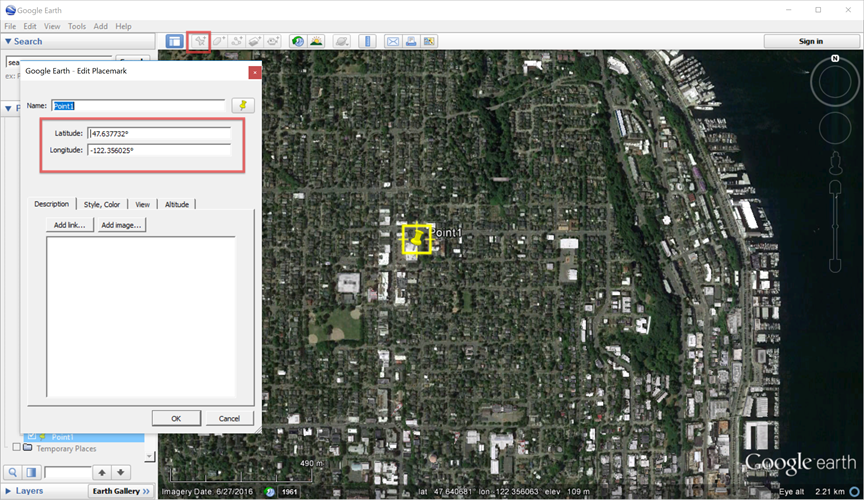 Google Earth
File Edit View Tools Add Help
Search
Sign in
sea
ex:
Google Earth - Edit Placemark
Name: Point1
Latitude: 47.637732°
Longitude: -122.356025°
Description Style, Color View Altitude
Add link... Add image...
OK Cancel
Point1
N
Point1
Temporary Places
Layers
Earth Gallery >>
490 m
Imagery Date: 6/27/2016 1961 lat 47.640681° lon -122.356063° elev 109 m Eye alt 2.21 km
Google earth